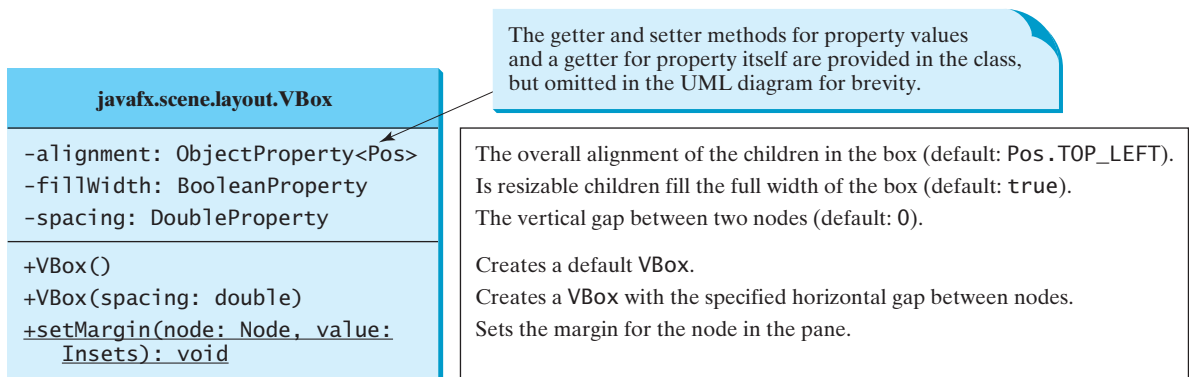 The getter and setter methods for property values
and a getter for property itself are provided in the class,
but omitted in the UML diagram for brevity.
javafx.scene.layout.VBox
-alignment: ObjectProperty<Pos>
-fillWidth: BooleanProperty
-spacing: DoubleProperty
The overall alignment of the children in the box (default: Pos.TOP_LEFT).
Is resizable children fill the full width of the box (default: true).
The vertical gap between two nodes (default: 0).
+VBox()
+VBox(spacing: double)
+setMargin(node: Node, value:
Insets): void
Creates a default VBox.
Creates a VBox with the specified horizontal gap between nodes.
Sets the margin for the node in the pane.